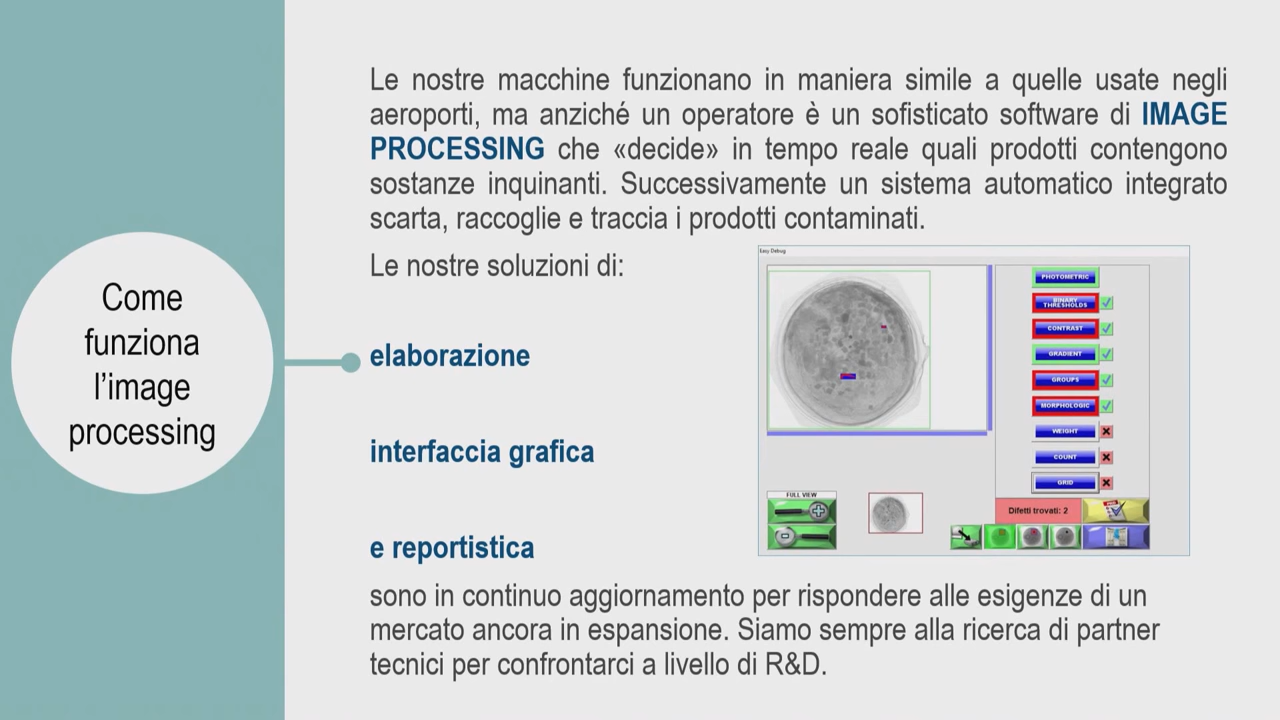 Come
funziona
l’image
processing
Le nostre macchine funzionano in maniera simile a quelle usate negli
aeroporti, ma anziché un operatore è un sofisticato software di IMAGE
PROCESSING che «decide» in tempo reale quali prodotti contengono
sostanze inquinanti. Successivamente un sistema automatico integrato
scarta, raccoglie e traccia i prodotti contaminati.
Le nostre soluzioni di:
elaborazione
interfaccia grafica
e reportistica
sono in continuo aggiornamento per rispondere alle esigenze di un
mercato ancora in espansione. Siamo sempre alla ricerca di partner
tecnici per confrontarci a livello di R&D.
Easy Debug
PHOTOMETRIC
BINARY
THRESHOLDS
CONTRAST
GRADIENT
GROUPS
MORPHOLOGIC
WEIGHT
COUNT
GRID
FULL VIEW
Difetti trovati: 2